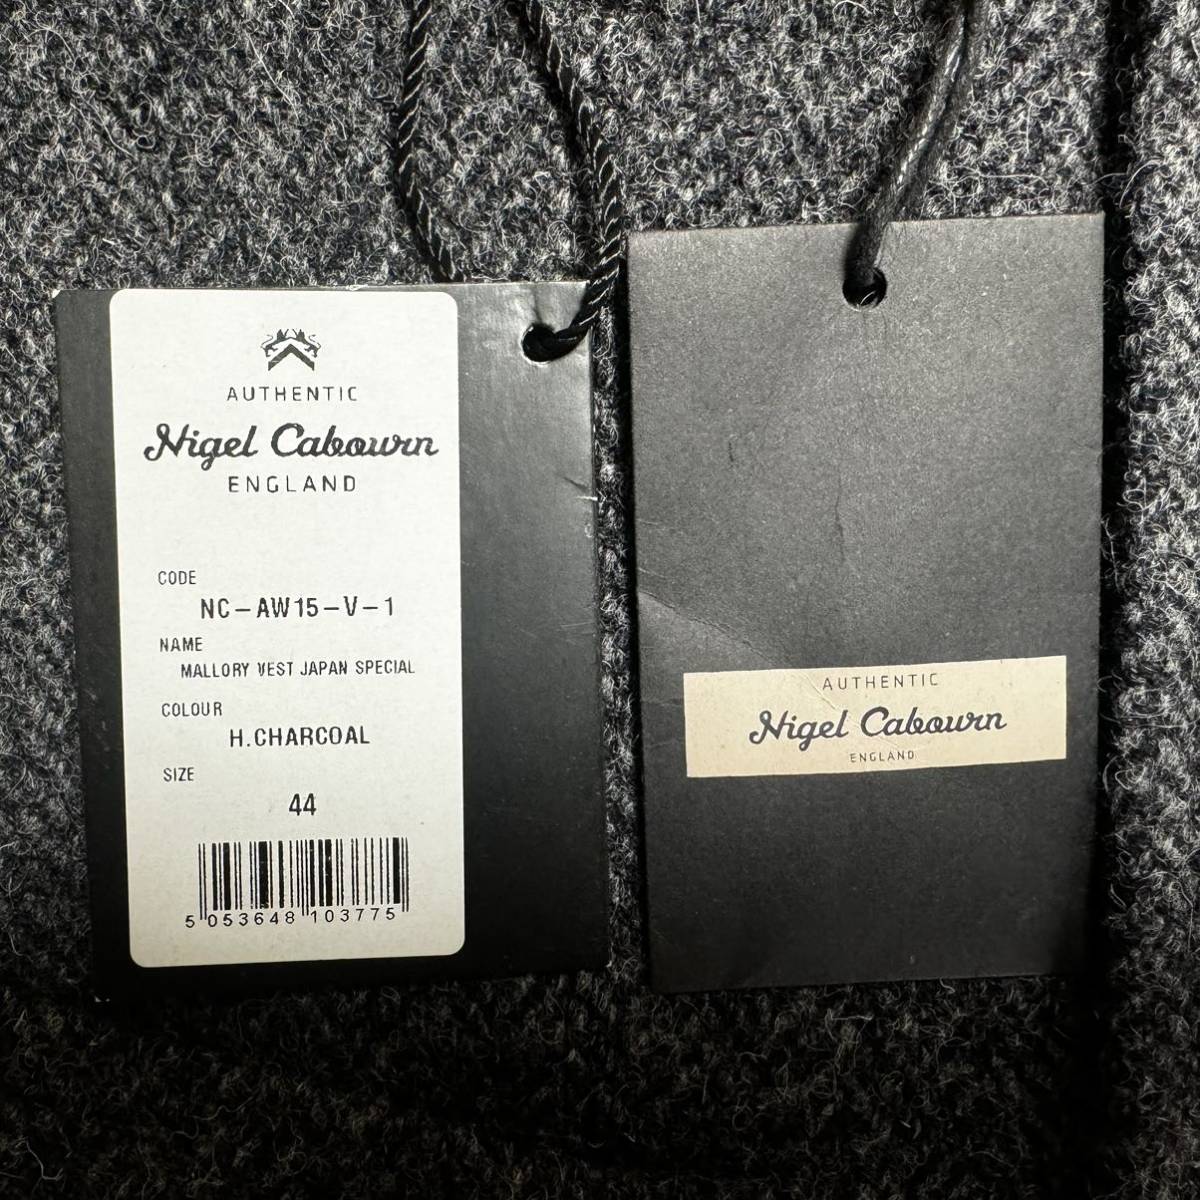 AUTHENTIC
Nigel Cabourn
ENGLAND
CODE
NC-AW15-V-1
NAME
MALLORY VEST JAPAN SPECIAL
COLOUR
H.CHARCOAL
SIZE
44
5 053648 103775
AUTHENTIC
Nigel Cabourn
ENGLAND